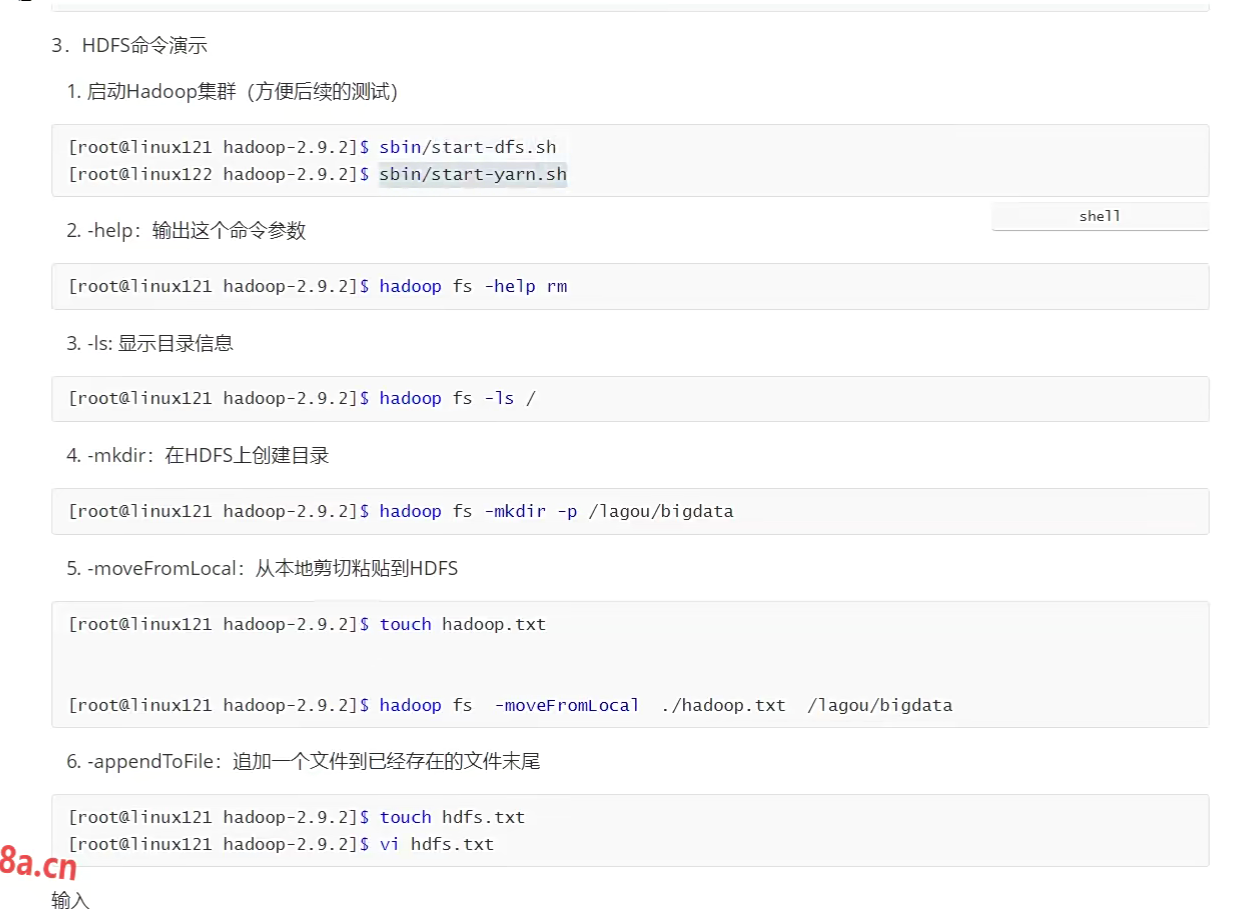 3．HDFS命令演示
1. 启动Hadoop集群（方便后续的测试）
[root@linux121 hadoop-2.9.2]$ sbin/start-dfs.sh
[root@linux122 hadoop-2.9.2]$ sbin/start-yarn.sh
shell
2. -help：输出这个命令参数
[root@linux121 hadoop-2.9.2]$ hadoop fs -help rm
3. -ls: 显示目录信息
[root@linux121 hadoop-2.9.2]$ hadoop fs -ls /
4. -mkdir：在HDFS上创建目录
[root@linux121 hadoop-2.9.2]$ hadoop fs -mkdir -p /lagou/bigdata
5. -moveFromLocal：从本地剪切粘贴到HDFS
[root@linux121 hadoop-2.9.2]$ touch hadoop.txt
[root@linux121 hadoop-2.9.2]$ hadoop fs  -moveFromLocal  ./hadoop.txt  /lagou/bigdata
6. -appendToFile：追加一个文件到已经存在的文件末尾
[root@linux121 hadoop-2.9.2]$ touch hdfs.txt
[root@linux121 hadoop-2.9.2]$ vi hdfs.txt
8a.cn
输入